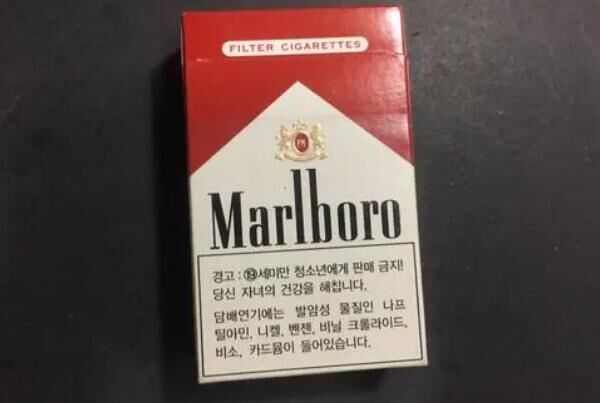 FILTER CIGARETTES
PM
Marlboro
경고 : ⑲세미만 청소년에게 판매 금지!
당신 자녀의 건강을 해칩니다.
담배연기에는 발암성 물질인 나프
틸아민, 니켈, 벤젠, 비닐 크롤라이드,
비소, 카드뮴이 들어있습니다.